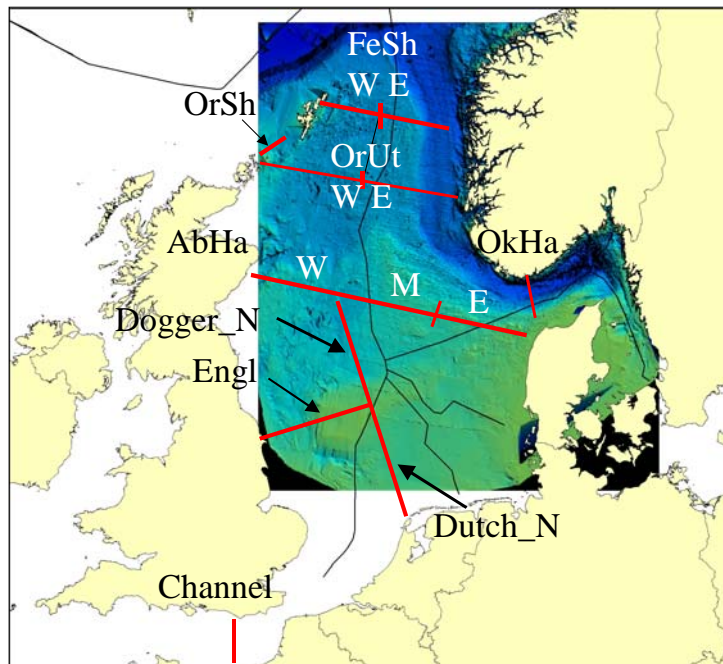 FeSh
W E
OrSh
OrUt
W E
AbHa
OkHa
W
M
E
Dogger_N
Engl
Dutch_N
Channel